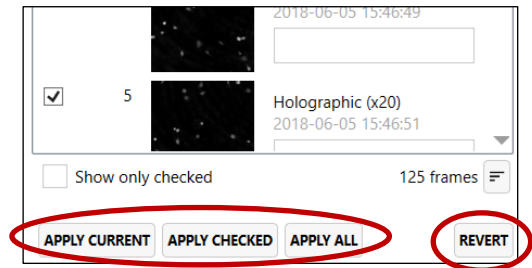 2018-06-05 15:46:49
5
Holographic (x20)
2018-06-05 15:46:51
Show only checked
125 frames
APPLY CURRENT APPLY CHECKED APPLY ALL REVERT